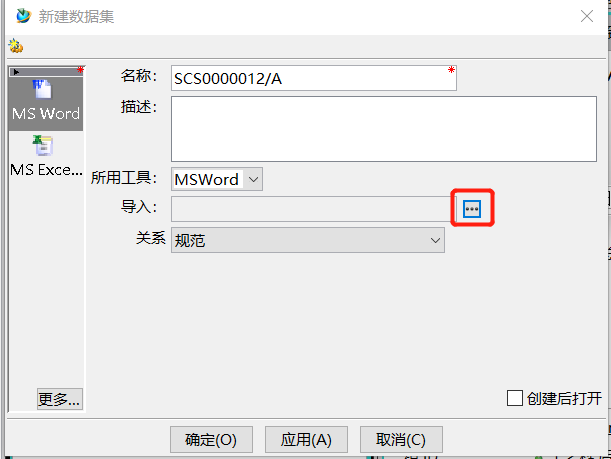 新建数据集
MS Word
MS Exce...
更多...
名称： SCS0000012/A *
描述：
所用工具： MSWord
导入：
关系 规范
创建后打开
确定(O) 应用(A) 取消(C)